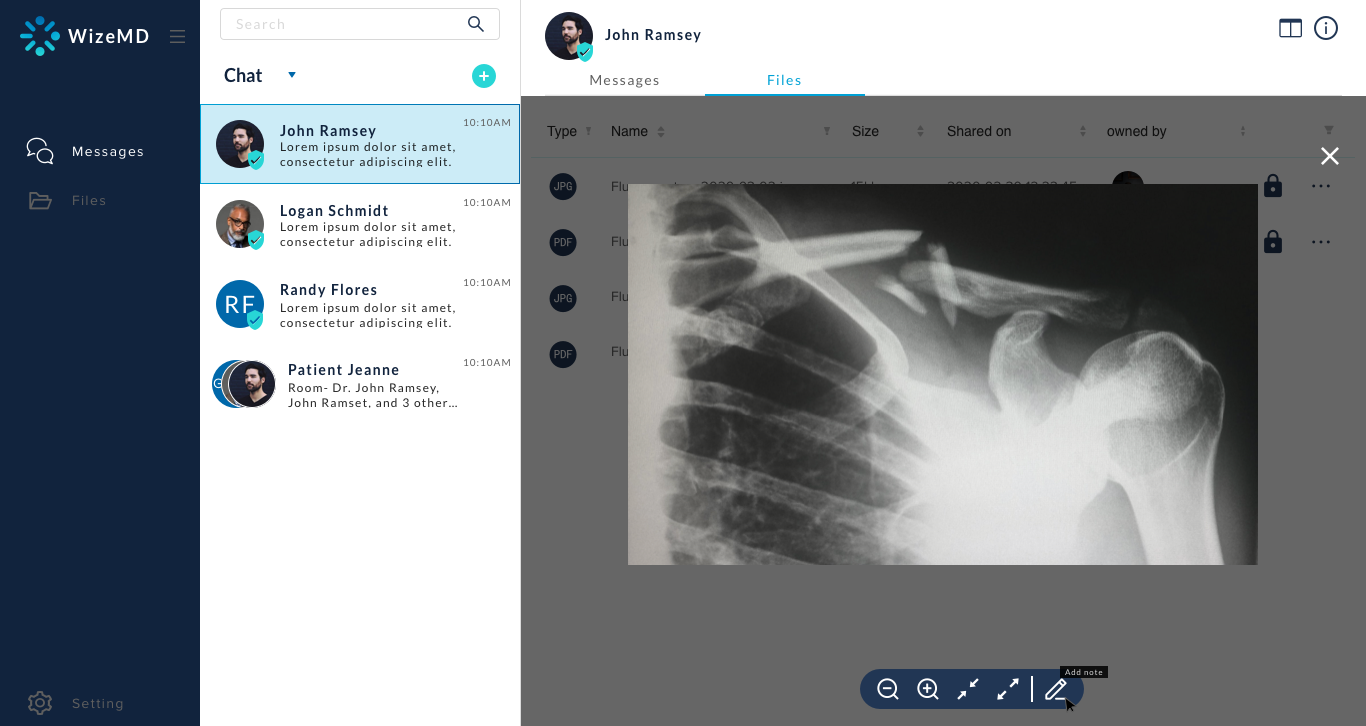 WizeMD
Messages
Files
Setting
Search
Chat
John Ramsey
10:10AM
Lorem ipsum dolor sit amet,
consectetur adipiscing elit.
Logan Schmidt
10:10AM
Lorem ipsum dolor sit amet,
consectetur adipiscing elit.
RF
Randy Flores
10:10AM
Lorem ipsum dolor sit amet,
consectetur adipiscing elit.
G
Patient Jeanne
10:10AM
Room- Dr. John Ramsey,
John Ramset, and 3 other...
John Ramsey
Messages Files
Type Name Size Shared on owned by
JPG Flu
PDF Flu
JPG Flu
PDF Flu
Add note